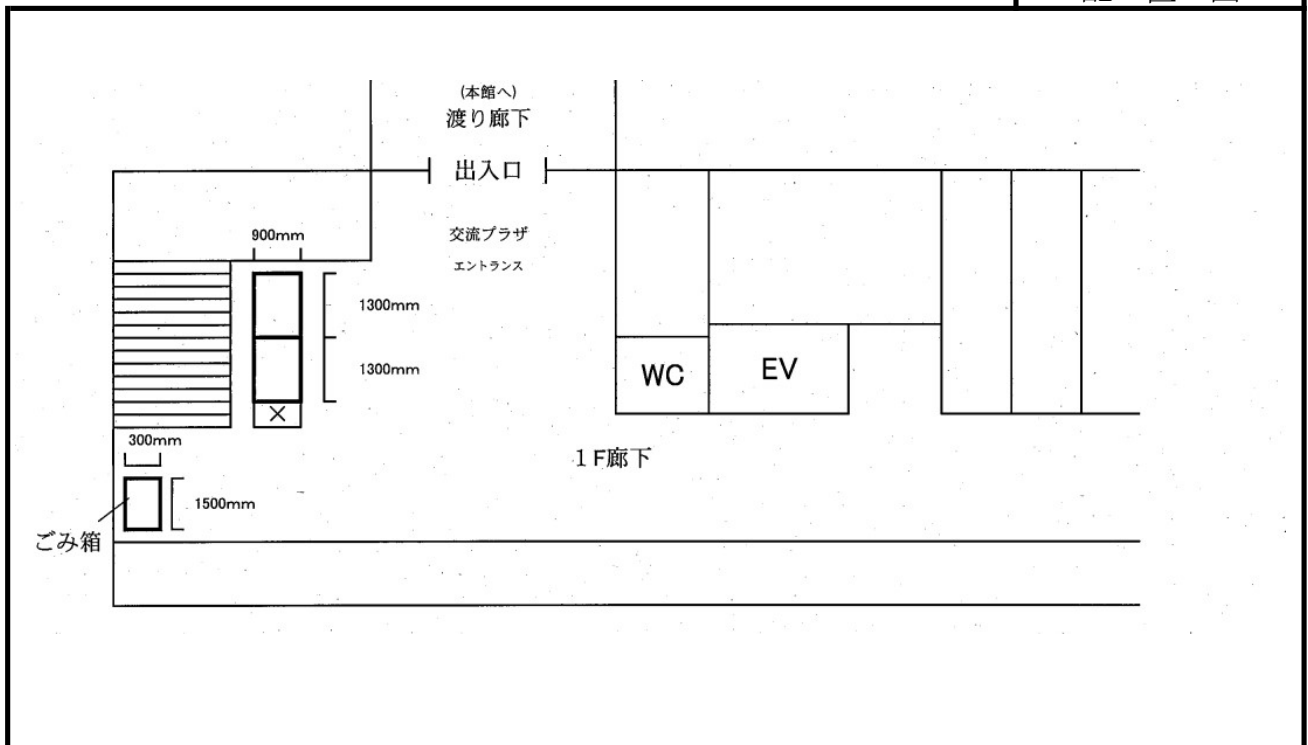 (本館へ)
渡り廊下
出入口
交流プラザ
エントランス
900mm
1300mm
1300mm
WC
EV
300mm
1F廊下
1500mm
ごみ箱